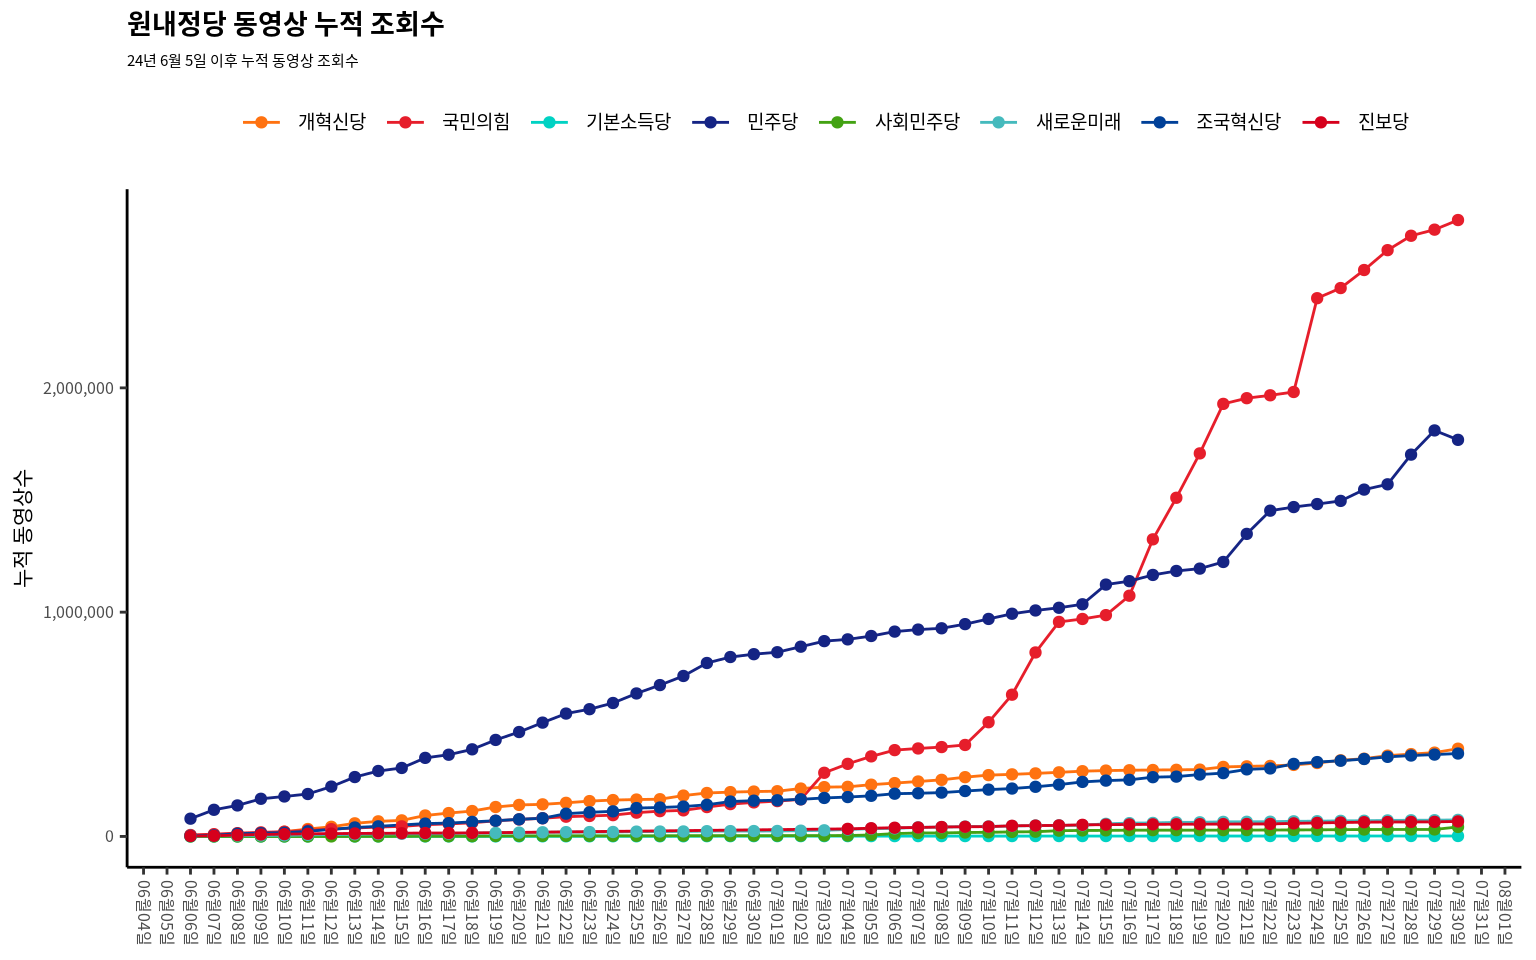 원내정당 동영상 누적 조회수
24년 6월 5일 이후 누적 동영상 조회수
개혁신당 국민의힘 기본소득당 민주당 사회민주당 새로운미래 조국혁신당 진보당
누적 동영상수
2,000,000
1,000,000
0
06월04일
06월05일
06월06일
06월07일
06월08일
06월09일
06월10일
06월11일
06월12일
06월13일
06월14일
06월15일
06월16일
06월17일
06월18일
06월19일
06월20일
06월21일
06월22일
06월23일
06월24일
06월25일
06월26일
06월27일
06월28일
06월29일
06월30일
07월01일
07월02일
07월03일
07월04일
07월05일
07월06일
07월07일
07월08일
07월09일
07월10일
07월11일
07월12일
07월13일
07월14일
07월15일
07월16일
07월17일
07월18일
07월19일
07월20일
07월21일
07월22일
07월23일
07월24일
07월25일
07월26일
07월27일
07월28일
07월29일
07월30일
07월31일
08월01일